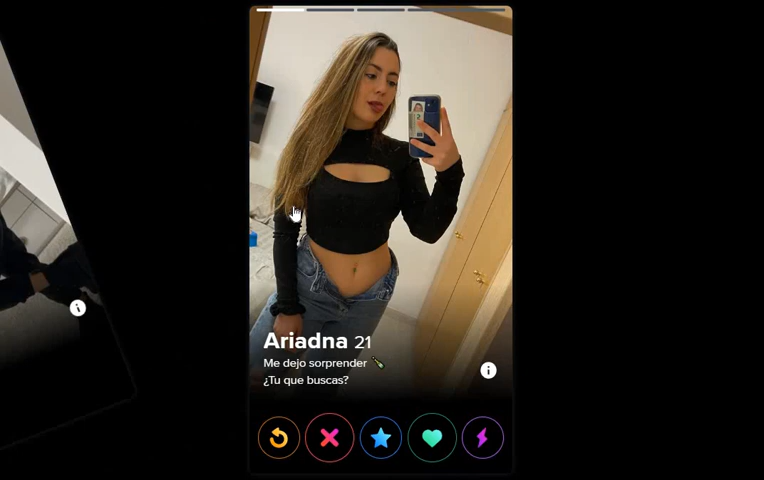 Ariadna 21
Me dejo sorprender 🍾
¿Tu que buscas?